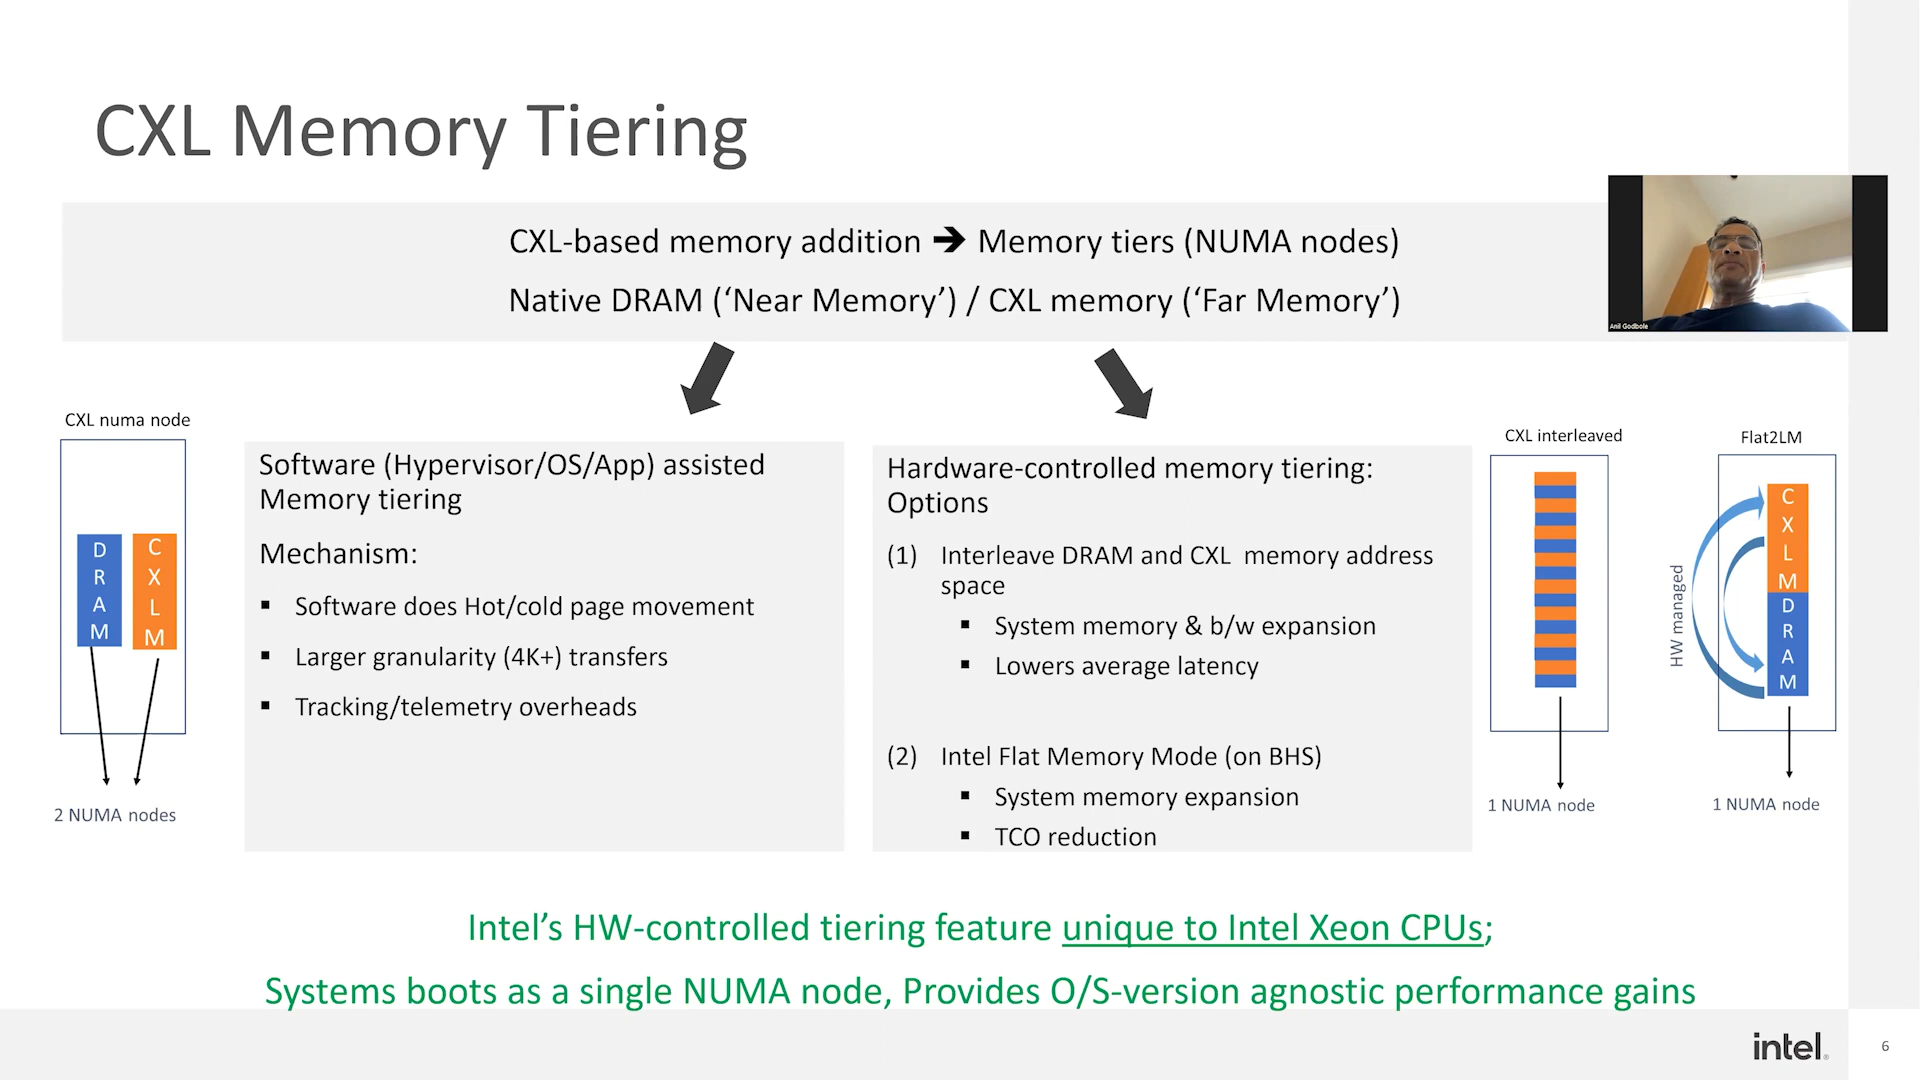 CXL Memory Tiering
CXL-based memory addition → Memory tiers (NUMA nodes)
Native DRAM (‘Near Memory’) / CXL memory (‘Far Memory’)
Anil Godbole
CXL numa node
D
R
A
M
C
X
L
M
2 NUMA nodes
Software (Hypervisor/OS/App) assisted
Memory tiering
Mechanism:
▪ Software does Hot/cold page movement
▪ Larger granularity (4K+) transfers
▪ Tracking/telemetry overheads
Hardware-controlled memory tiering:
Options
(1) Interleave DRAM and CXL memory address
space
▪ System memory & b/w expansion
▪ Lowers average latency
(2) Intel Flat Memory Mode (on BHS)
▪ System memory expansion
▪ TCO reduction
CXL interleaved
1 NUMA node
Flat2LM
HW managed
C
X
L
M
D
R
A
M
1 NUMA node
Intel’s HW-controlled tiering feature unique to Intel Xeon CPUs;
Systems boots as a single NUMA node, Provides O/S-version agnostic performance gains
intel.
6